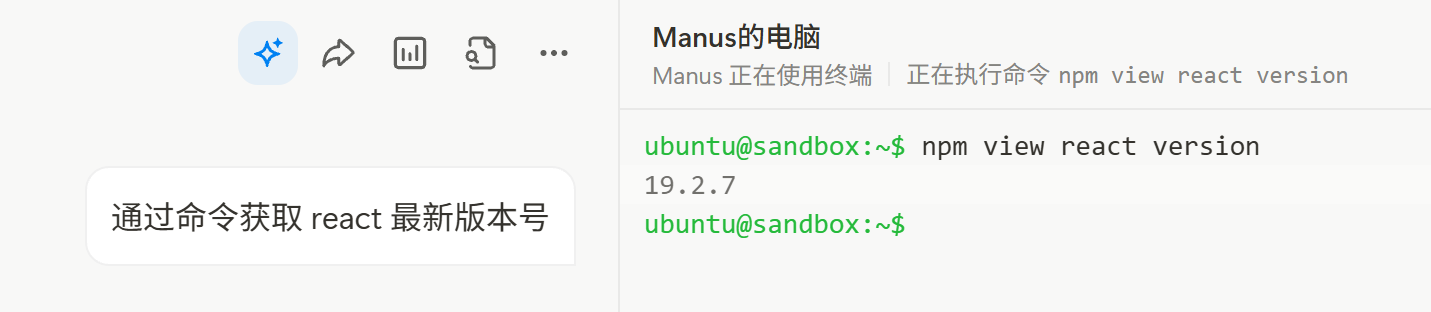 通过命令获取 react 最新版本号
Manus的电脑
Manus 正在使用终端 正在执行命令 npm view react version
ubuntu@sandbox:~$ npm view react version
19.2.7
ubuntu@sandbox:~$